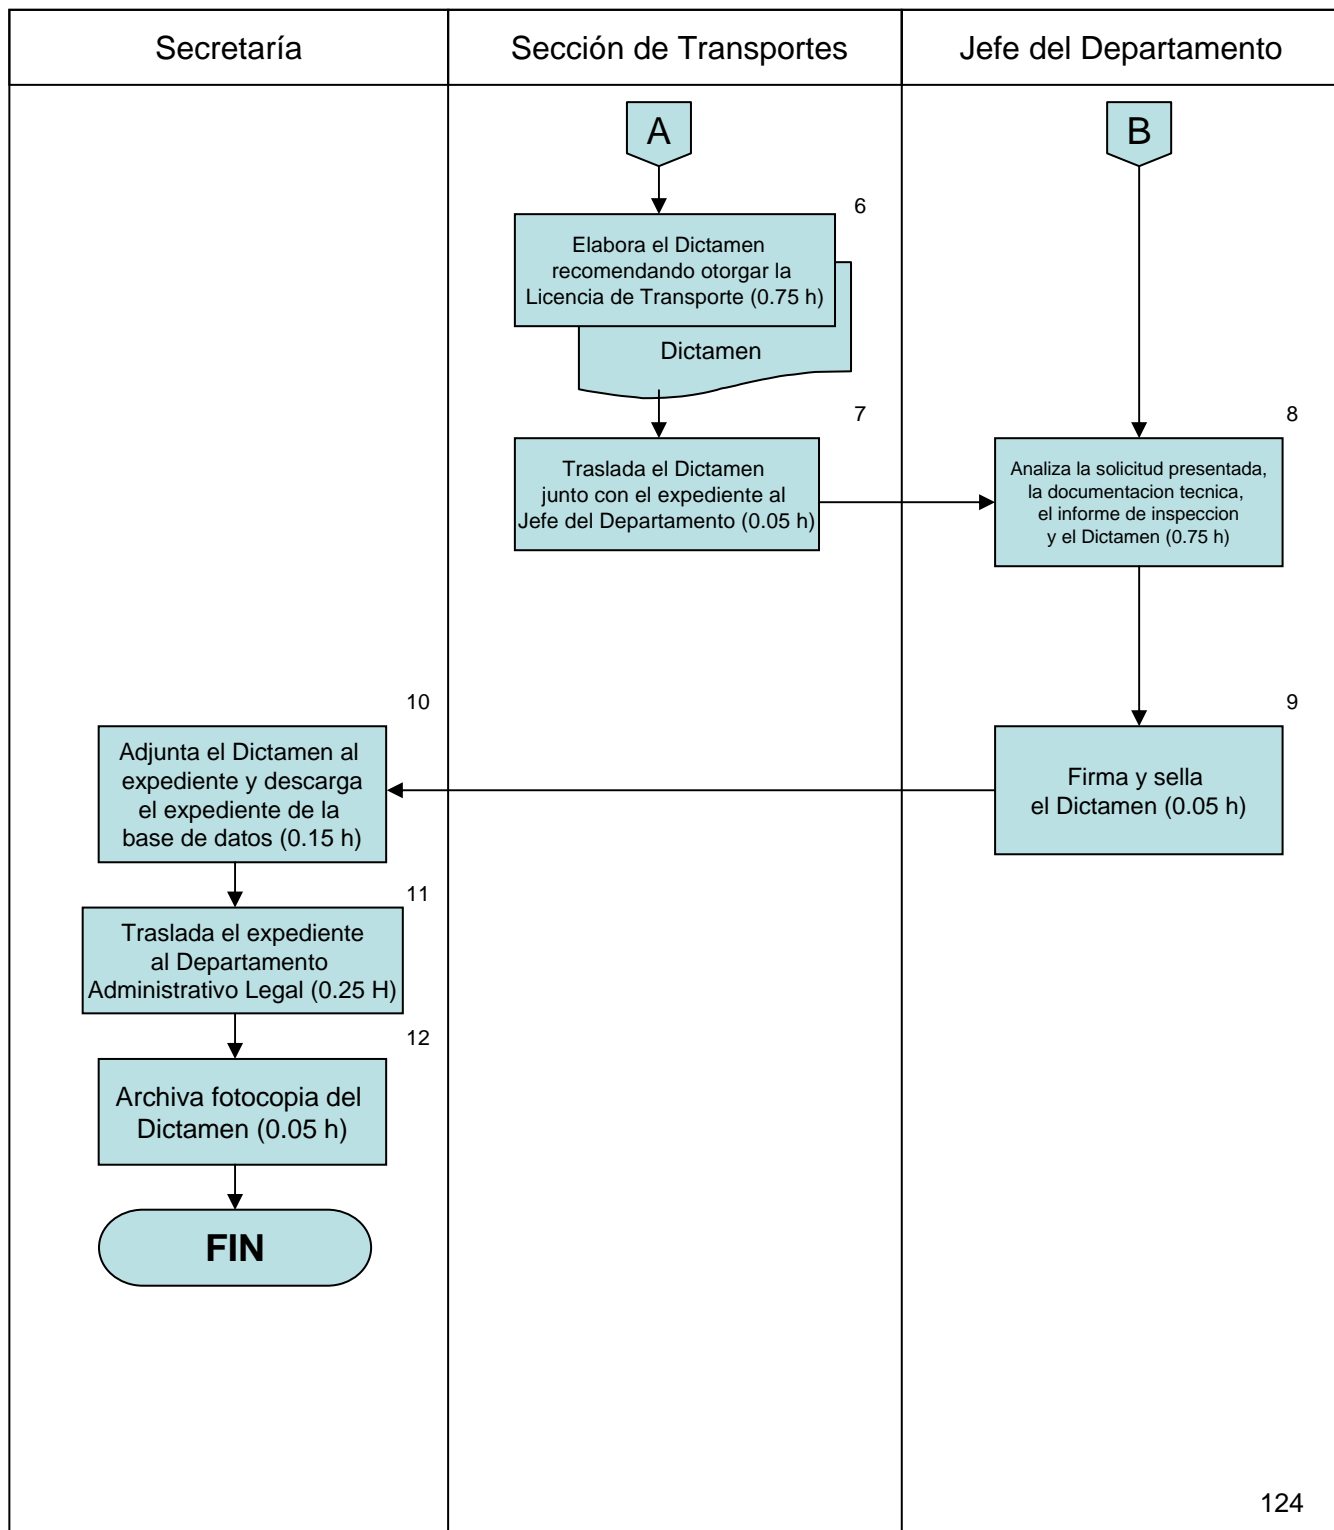 Secretaría
Sección de Transportes
Jefe del Departamento
A
B
6
Elabora el Dictamen
recomendando otorgar la
Licencia de Transporte (0.75 h)
Dictamen
7
Traslada el Dictamen
junto con el expediente al
Jefe del Departamento (0.05 h)
8
Analiza la solicitud presentada,
la documentacion tecnica,
el informe de inspeccion
y el Dictamen (0.75 h)
9
Firma y sella
el Dictamen (0.05 h)
10
Adjunta el Dictamen al
expediente y descarga
el expediente de la
base de datos (0.15 h)
11
Traslada el expediente
al Departamento
Administrativo Legal (0.25 H)
12
Archiva fotocopia del
Dictamen (0.05 h)
FIN
124